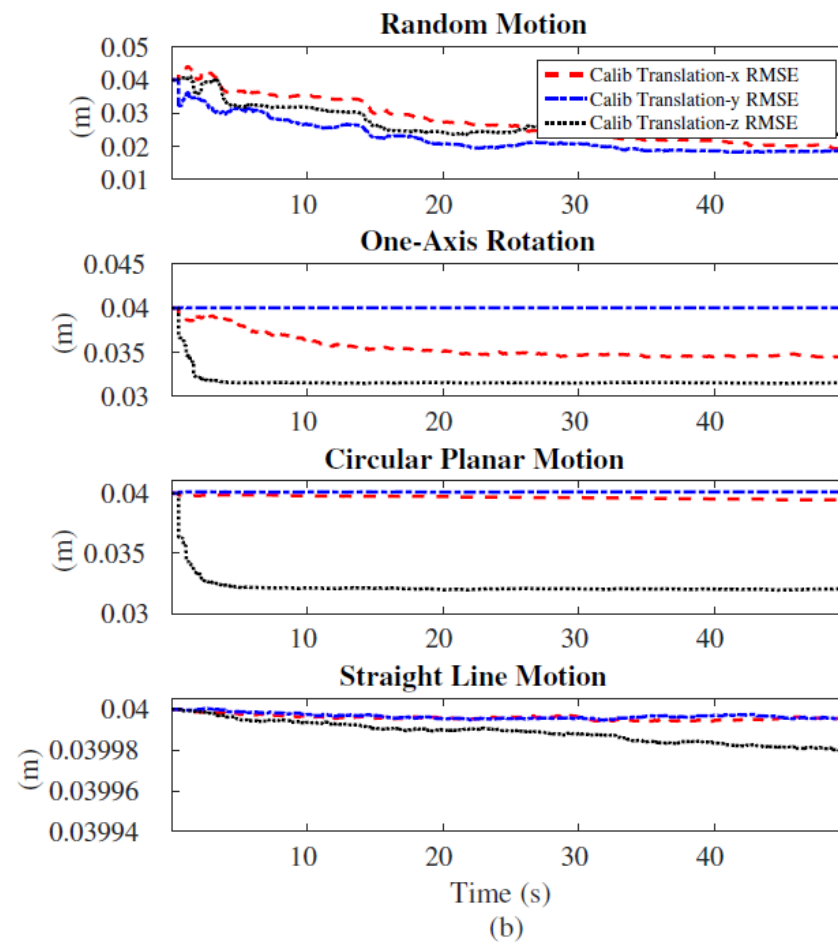 Random Motion
0.05
0.04
0.03
0.02
0.01
(m)
Calib Translation-x RMSE
Calib Translation-y RMSE
Calib Translation-z RMSE
10 20 30 40
One-Axis Rotation
0.045
0.04
0.035
0.03
(m)
10 20 30 40
Circular Planar Motion
0.04
0.035
0.03
(m)
10 20 30 40
Straight Line Motion
0.04
0.03998
0.03996
0.03994
(m)
10 20 30 40
Time (s)
(b)